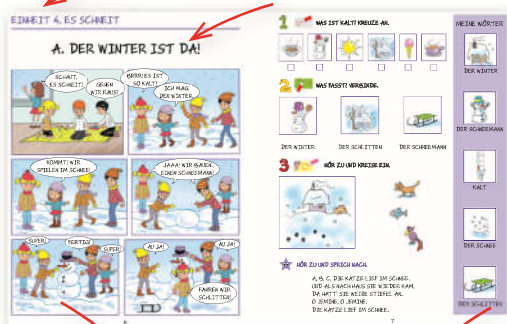 EINHEIT 4. ES SCHNEIT
A. DER WINTER IST DA!
SCHAUT,
ES SCHNEIT!
GEHEN
WIR RAUS!
BRRR! ES IST
SO KALT!
ICH MAG
DEN WINTER.
KOMMT! WIR
SPIELEN IM SCHNEE!
JAAA! WIR BAUEN
EINEN SCHNEEMANN!
SUPER!
FERTIG!
SUPER!
AU JA!
AU JA!
FAHREN WIR
SCHLITTEN!
6
1 WAS IST KALT? KREUZE AN.
2 WAS PASST? VERBINDE.
DER WINTER
DER SCHLITTEN
DER SCHNEEMANN
3 HÖR ZU UND KREISE EIN.
HÖR ZU UND SPRICH NACH.
A, B, C, DIE KATZE LIEF IM SCHNEE.
UND ALS NACH HAUS SIE WIEDER KAM,
DA HATT' SIE WEIßE STIEFEL AN.
O JEMINE, O JEMINE,
DIE KATZE LIEF IM SCHNEE.
7
MEINE WÖRTER
DER WINTER
DER SCHNEEMANN
KALT
DER SCHNEE
DER SCHLITTEN